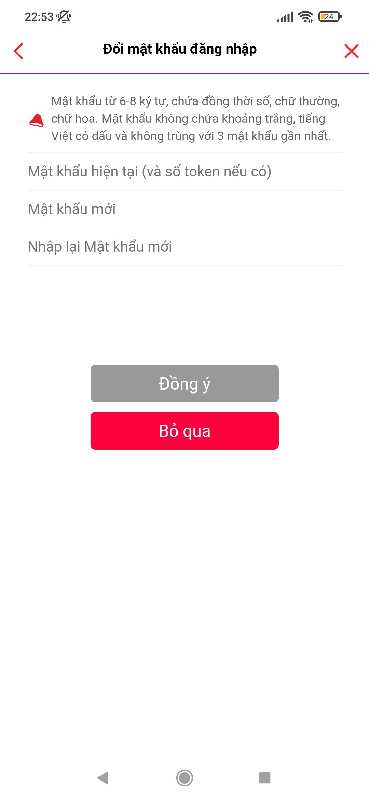 22:53
24
Đổi mật khẩu đăng nhập
Mật khẩu từ 6-8 ký tự, chứa đồng thời số, chữ thường,
chữ hoa. Mật khẩu không chứa khoảng trắng, tiếng
Việt có dấu và không trùng với 3 mật khẩu gần nhất.
Mật khẩu hiện tại (và số token nếu có)
Mật khẩu mới
Nhập lại Mật khẩu mới
Đồng ý
Bỏ qua